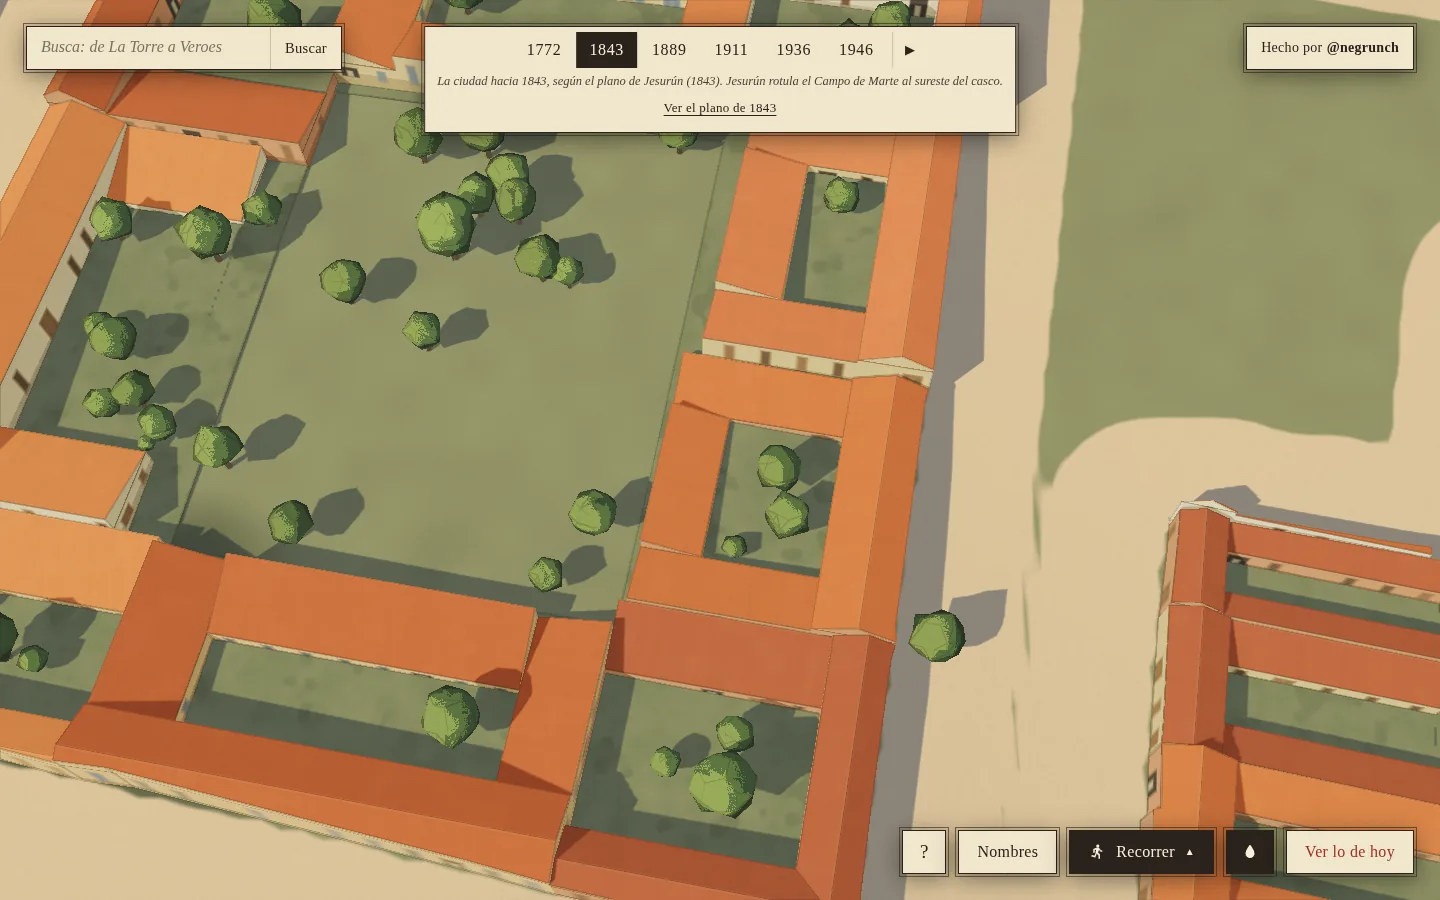 Busca: de La Torre a Veroes
Buscar
1772 1843 1889 1911 1936 1946 ▶
La ciudad hacia 1843, según el plano de Jesurún (1843). Jesurún rotula el Campo de Marte al sureste del casco.
Ver el plano de 1843
Hecho por @negrunch
?
Nombres
Recorrer ▲
Ver lo de hoy